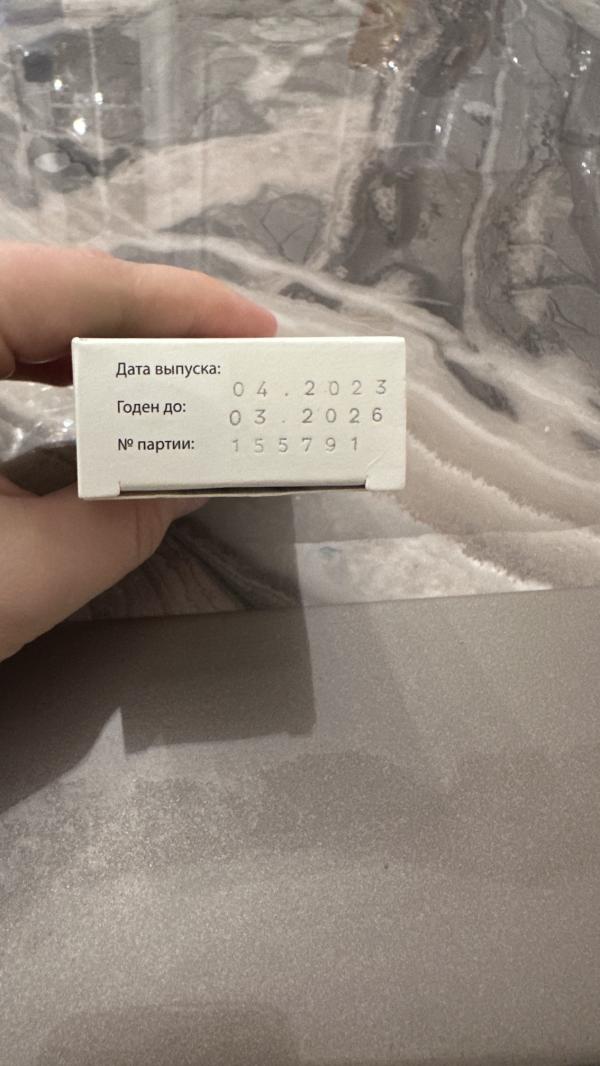 Дата выпуска: 04.2023
Годен до: 03.2026
№ партии: 155791